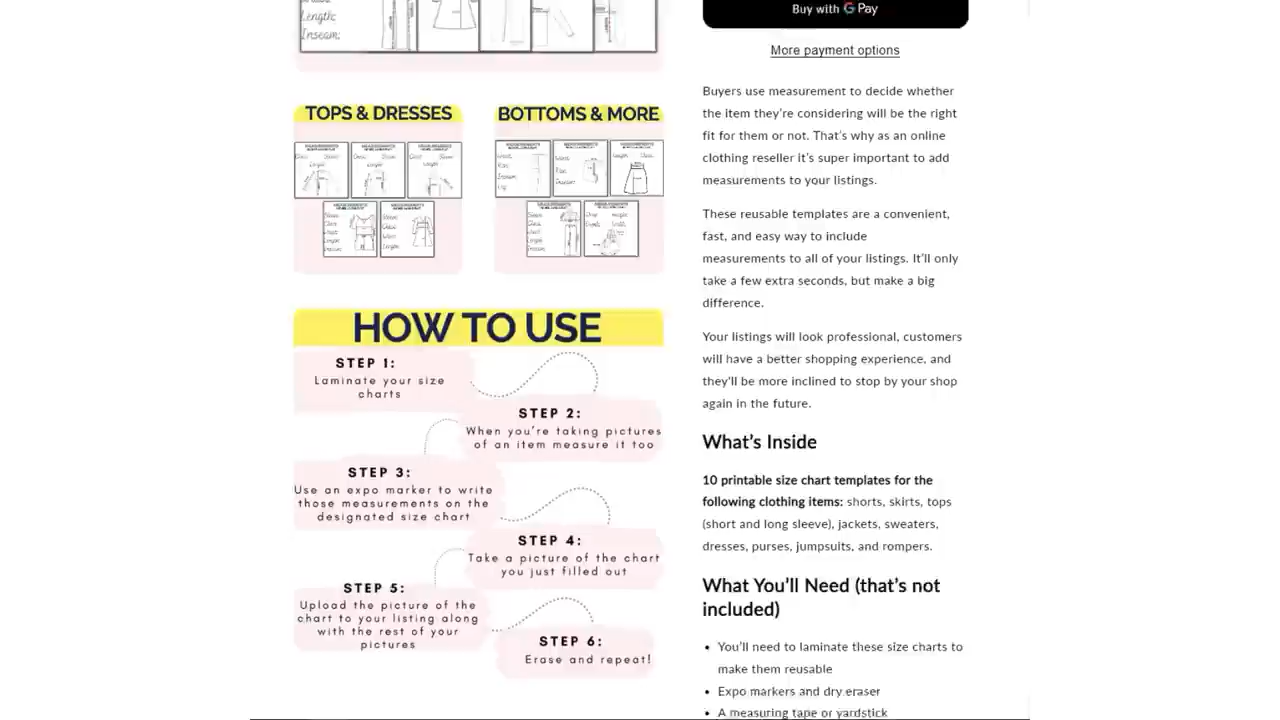 Length:
Inseam:
TOPS & DRESSES
BOTTOMS & MORE
HOW TO USE
STEP 1:
Laminate your size
charts
STEP 2:
When you're taking pictures
of an item measure it too
STEP 3:
Use an expo marker to write
those measurements on the
designated size chart
STEP 4:
Take a picture of the chart
you just filled out
STEP 5:
Upload the picture of the
chart to your listing along
with the rest of your
pictures
STEP 6:
Erase and repeat!
Buy with G Pay
More payment options
Buyers use measurement to decide whether
the item they're considering will be the right
fit for them or not. That's why as an online
clothing reseller it's super important to add
measurements to your listings.
These reusable templates are a convenient,
fast, and easy way to include
measurements to all of your listings. It'll only
take a few extra seconds, but make a big
difference.
Your listings will look professional, customers
will have a better shopping experience, and
they'll be more inclined to stop by your shop
again in the future.
What's Inside
10 printable size chart templates for the
following clothing items: shorts, skirts, tops
(short and long sleeve), jackets, sweaters,
dresses, purses, jumpsuits, and rompers.
What You'll Need (that's not
included)
• You'll need to laminate these size charts to
make them reusable
• Expo markers and dry eraser
• A measuring tape or yardstick